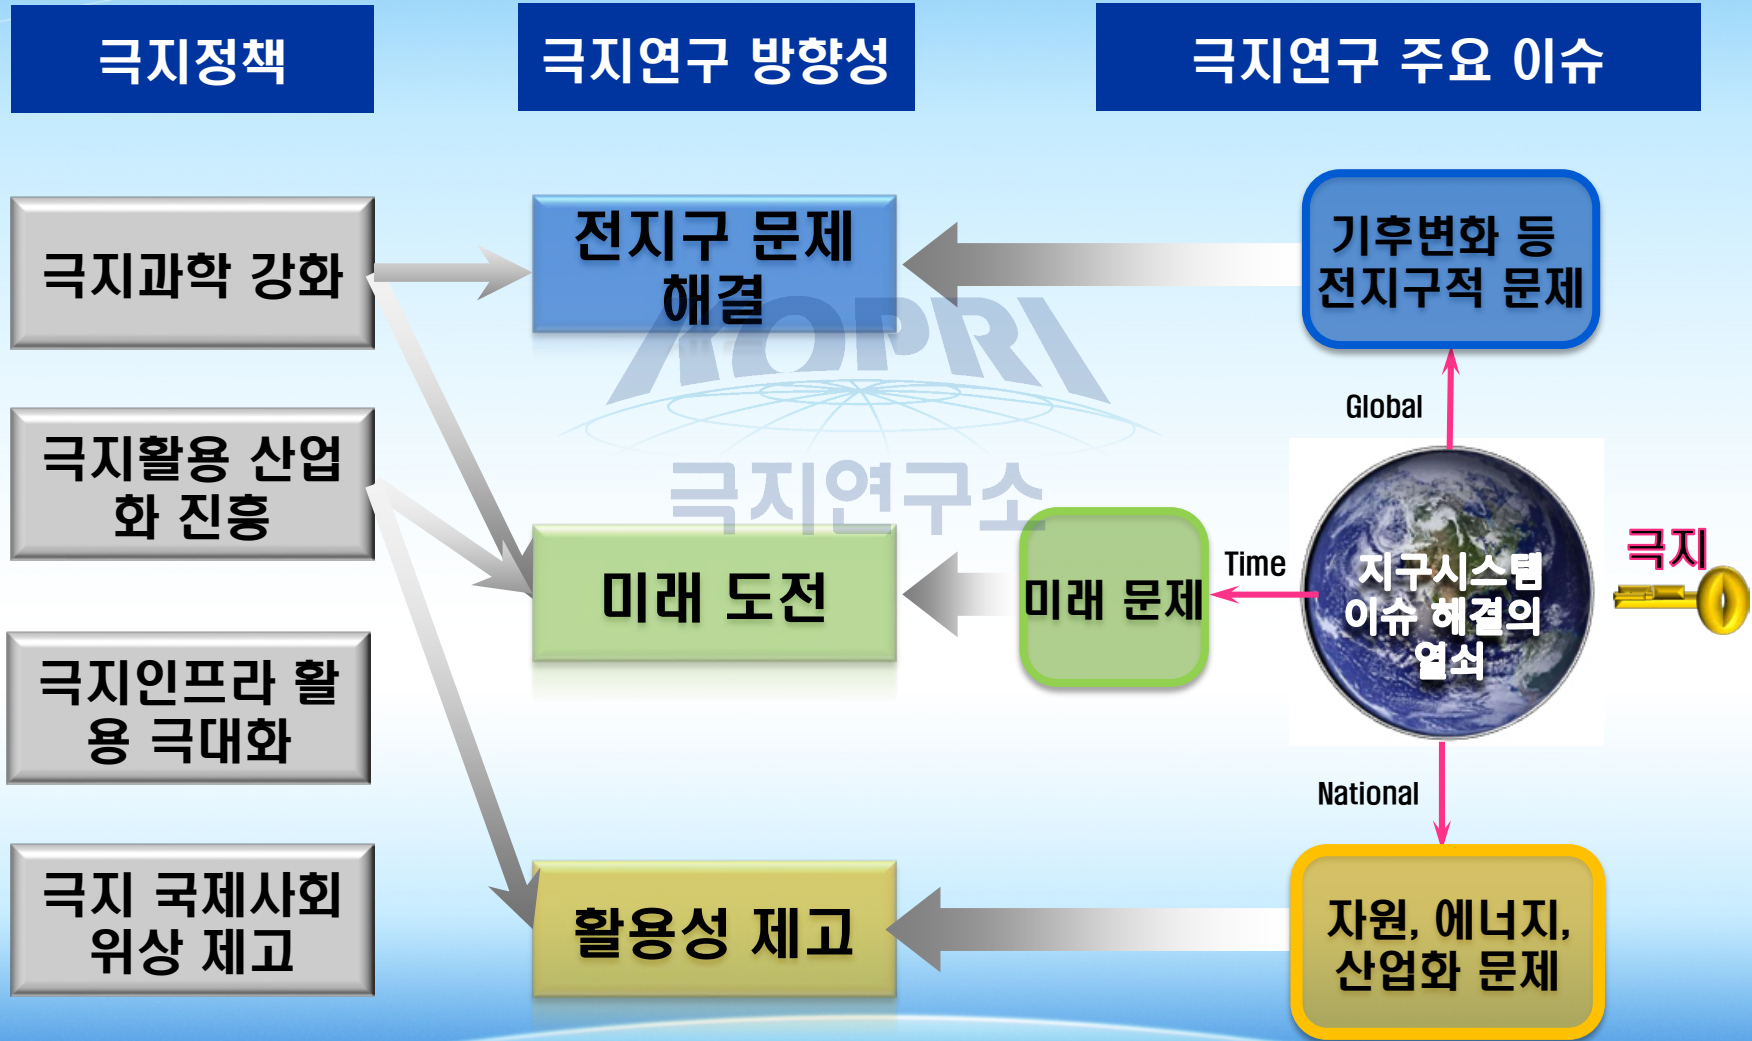 극지정책
극지연구 방향성
극지연구 주요 이슈
극지과학 강화
극지활용 산업
화 진흥
극지인프라 활
용 극대화
극지 국제사회
위상 제고
전지구 문제
해결
미래 도전
활용성 제고
KOPRI
극지연구소
기후변화 등
전지구적 문제
Global
미래 문제
Time
지구시스템
이슈 해결의
열쇠
극지
National
자원, 에너지,
산업화 문제